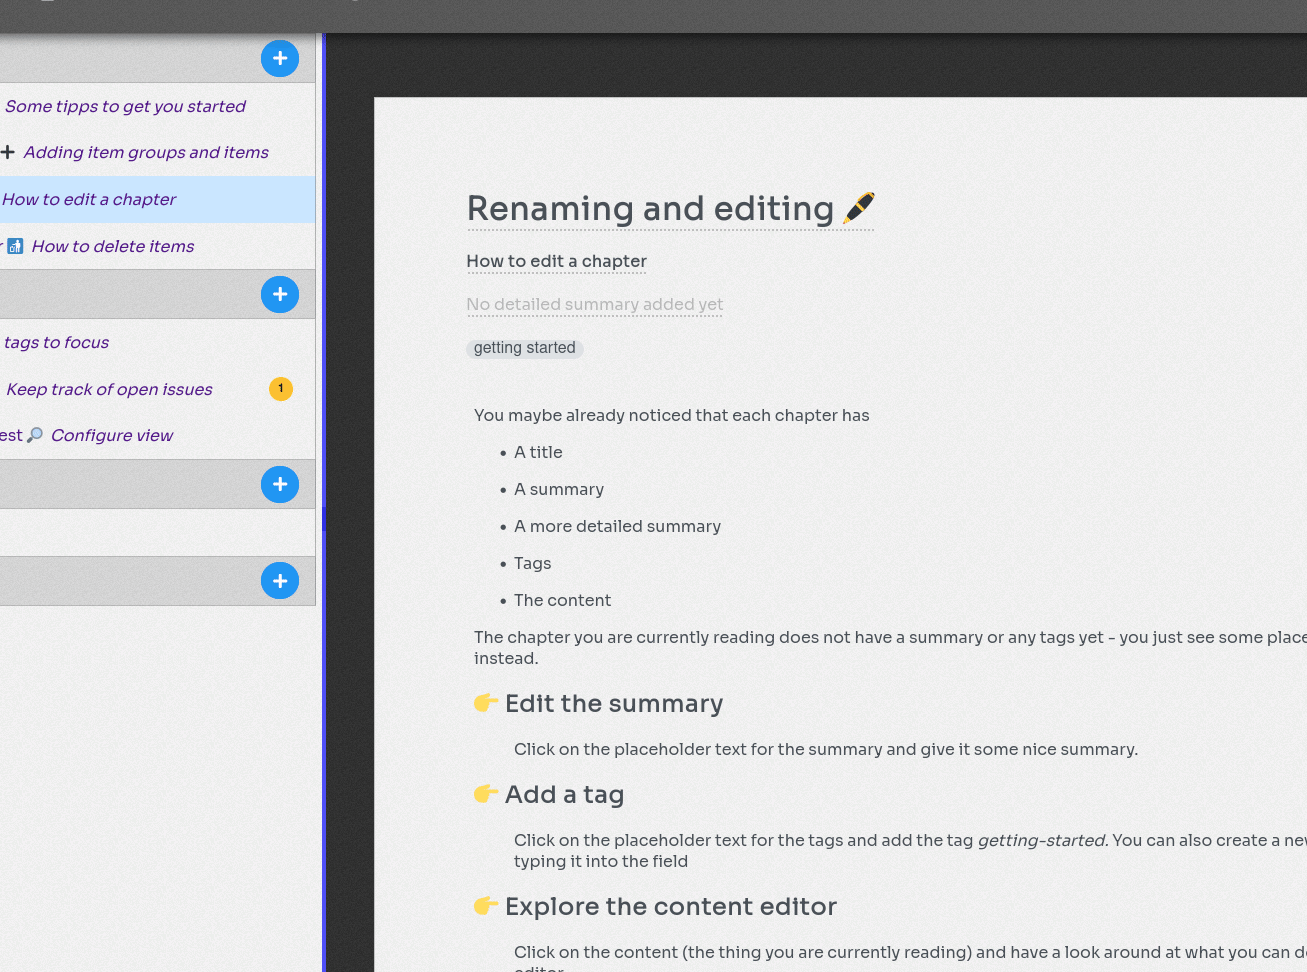 Some tipps to get you started
Adding item groups and items
How to edit a chapter
How to delete items
tags to focus
Keep track of open issues 1
est How to configure view
Renaming and editing
How to edit a chapter
No detailed summary added yet
getting started
You maybe already noticed that each chapter has
• A title
• A summary
• A more detailed summary
• Tags
• The content
The chapter you are currently reading does not have a summary or any tags yet - you just see some place
instead.
Edit the summary
Click on the placeholder text for the summary and give it some nice summary.
Add a tag
Click on the placeholder text for the tags and add the tag getting-started. You can also create a new
typing it into the field
Explore the content editor
Click on the content (the thing you are currently reading) and have a look around at what you can d
editor